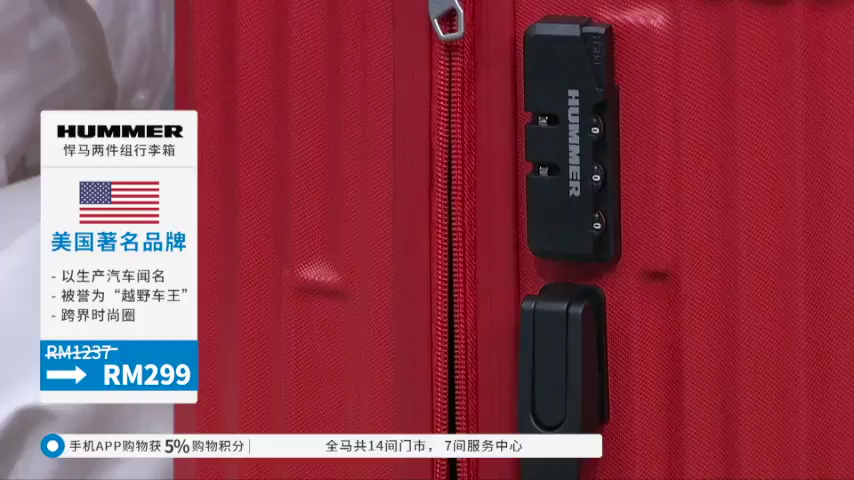 HUMMER
悍马两件组行李箱
美国著名品牌
- 以生产汽车闻名
- 被誉为“越野车王”
- 跨界时尚圈
RM1237
RM299
HUMMER
0
0
0
手机APP购物获5%购物积分
全马共14间门市，7间服务中心